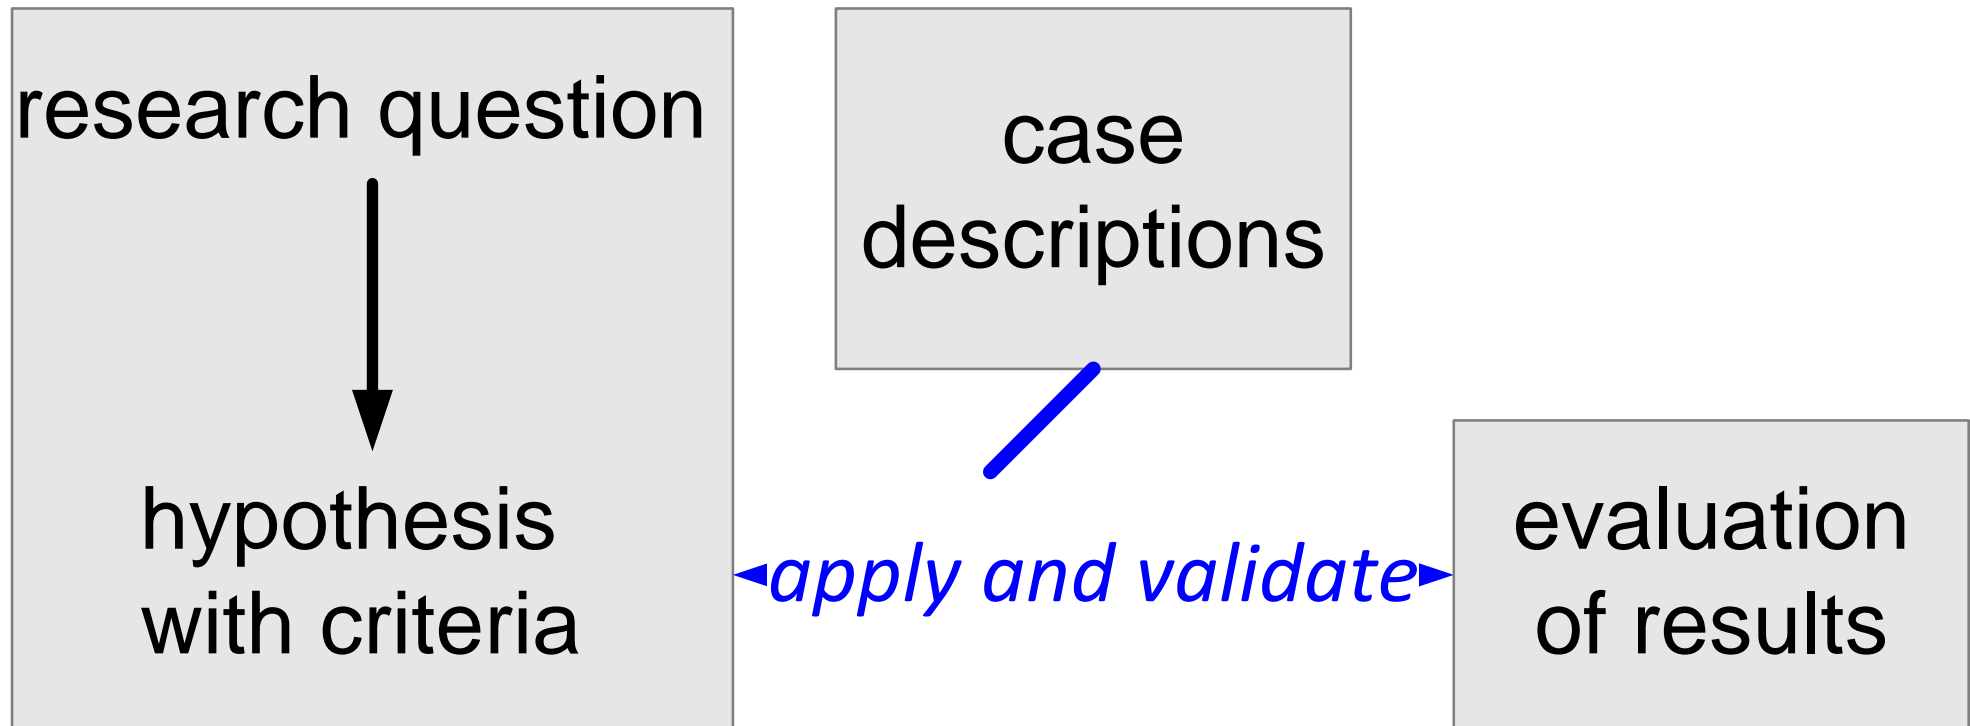 research question
hypothesis
with criteria
case
descriptions
apply and validate
evaluation
of results